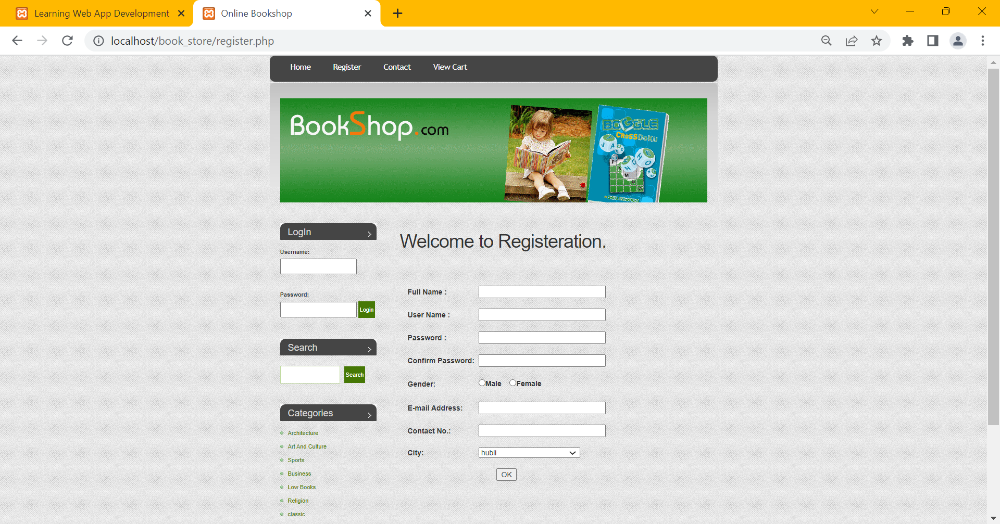 Learning Web App Development
Online Bookshop
localhost/book_store/register.php
Home Register Contact View Cart
BookShop.com
BOGGLE
CROSSDOKU
LogIn
Username:
Password:
Login
Search
Search
Categories
Architecture
Art And Culture
Sports
Business
Low Books
Religion
classic
Welcome to Registeration.
Full Name :
User Name :
Password :
Confirm Password:
Gender: Male Female
E-mail Address:
Contact No.:
City: hubli
OK